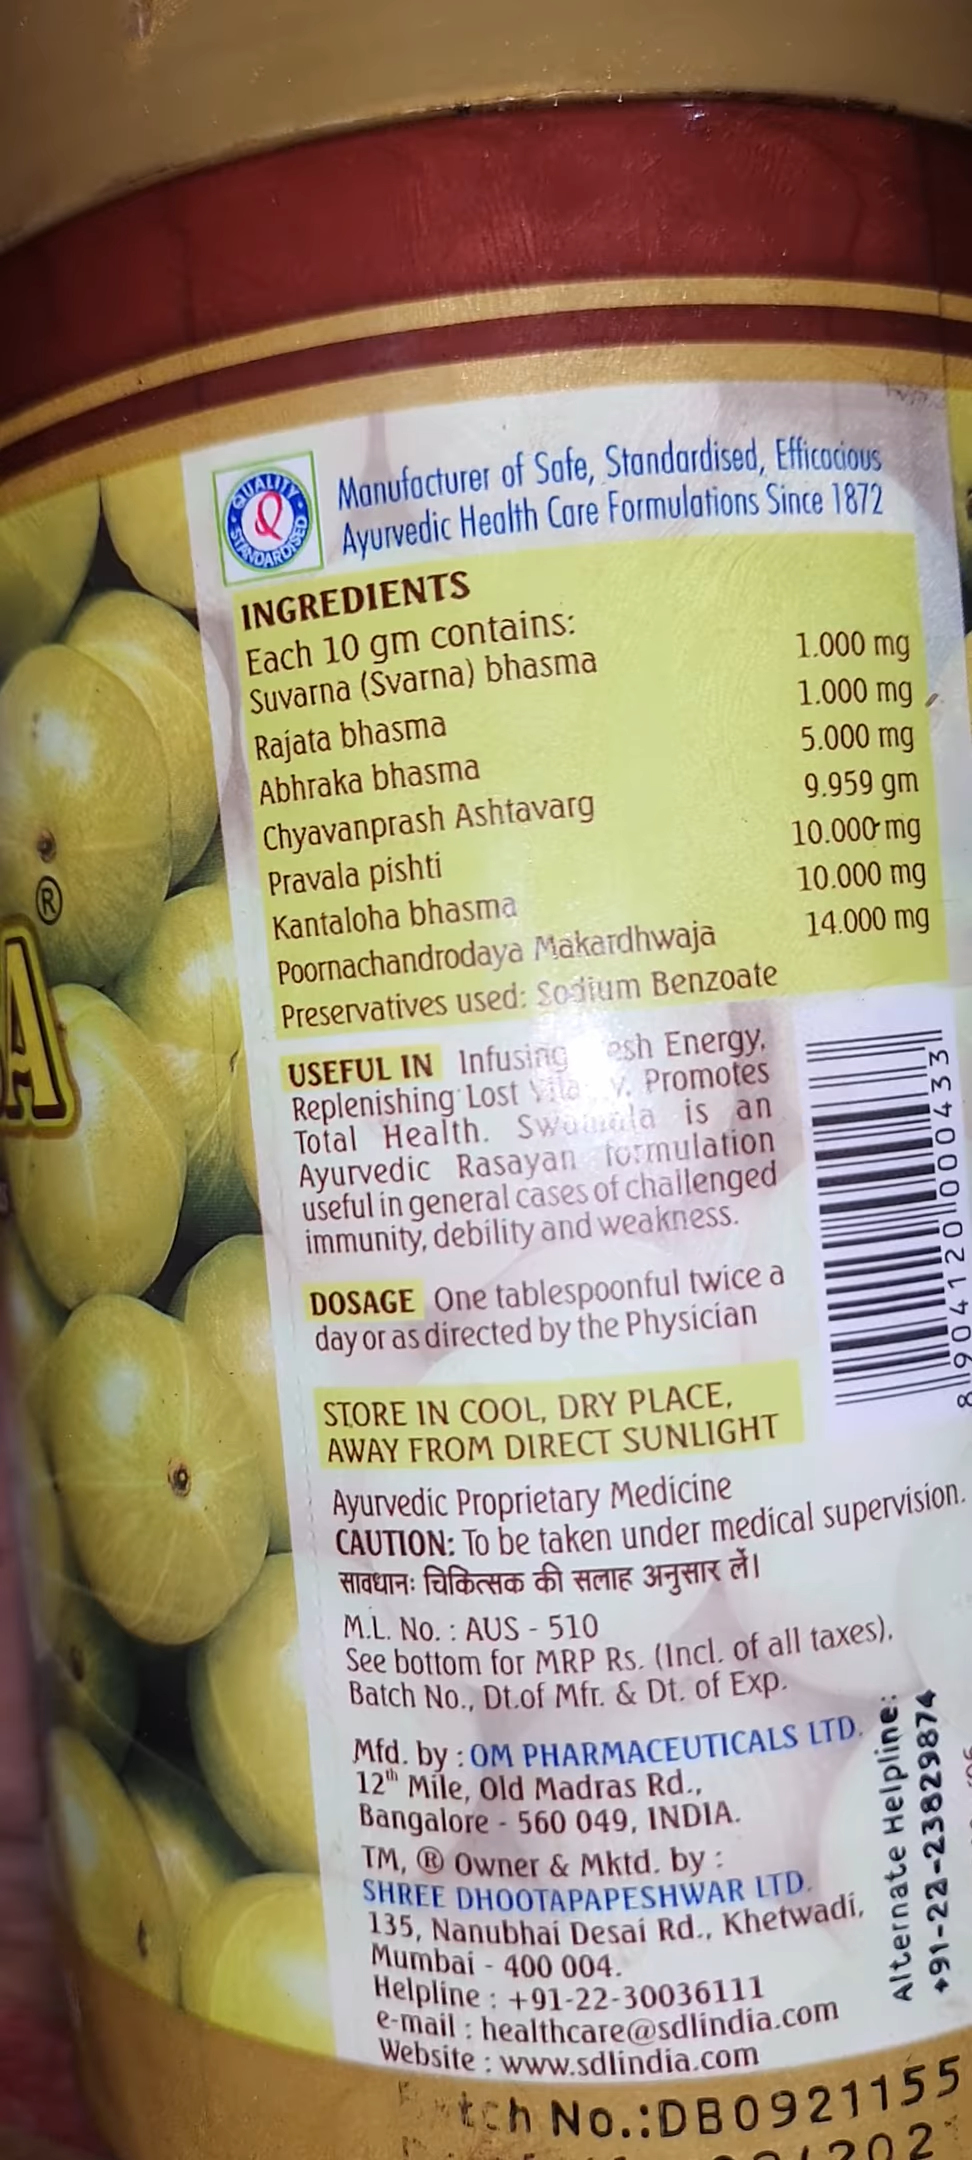 QUALITY
STANDARDISED
Manufacturer of Safe, Standardised, Efficacious
Ayurvedic Health Care Formulations Since 1872
INGREDIENTS
Each 10 gm contains:
Suvarna (Svarna) bhasma 1.000 mg
Rajata bhasma 1.000 mg
Abhraka bhasma 5.000 mg
Chyavanprash Ashtavarg 9.959 gm
Pravala pishti 10.000 mg
Kantaloha bhasma 10.000 mg
Poornachandrodaya Makardhwaja 14.000 mg
Preservatives used: Sodium Benzoate
USEFUL IN Infusing Energy,
Replenishing Lost Promotes
Total Health. is an
Ayurvedic Rasayan formulation
useful in general cases of challenged
immunity, debility and weakness.
DOSAGE One tablespoonful twice a
day or as directed by the Physician
STORE IN COOL, DRY PLACE,
AWAY FROM DIRECT SUNLIGHT
Ayurvedic Proprietary Medicine
CAUTION: To be taken under medical supervision.
सावधानः चिकित्सक की सलाह अनुसार लें।
M.L. No. : AUS - 510
See bottom for MRP Rs. (Incl. of all taxes),
Batch No., Dt.of Mfr. & Dt. of Exp.
Mfd. by : OM PHARMACEUTICALS LTD.
12th Mile, Old Madras Rd.,
Bangalore - 560 049, INDIA.
TM, ® Owner & Mktd. by :
SHREE DHOOTAPAPESHWAR LTD.
135, Nanubhai Desai Rd., Khetwadi,
Mumbai - 400 004.
Helpline : +91-22-30036111
e-mail : healthcare@sdlindia.com
Website : www.sdlindia.com
Alternate Helpline:
+91-22-23829874
8 904120 000433
A ®
No.:DB0921155